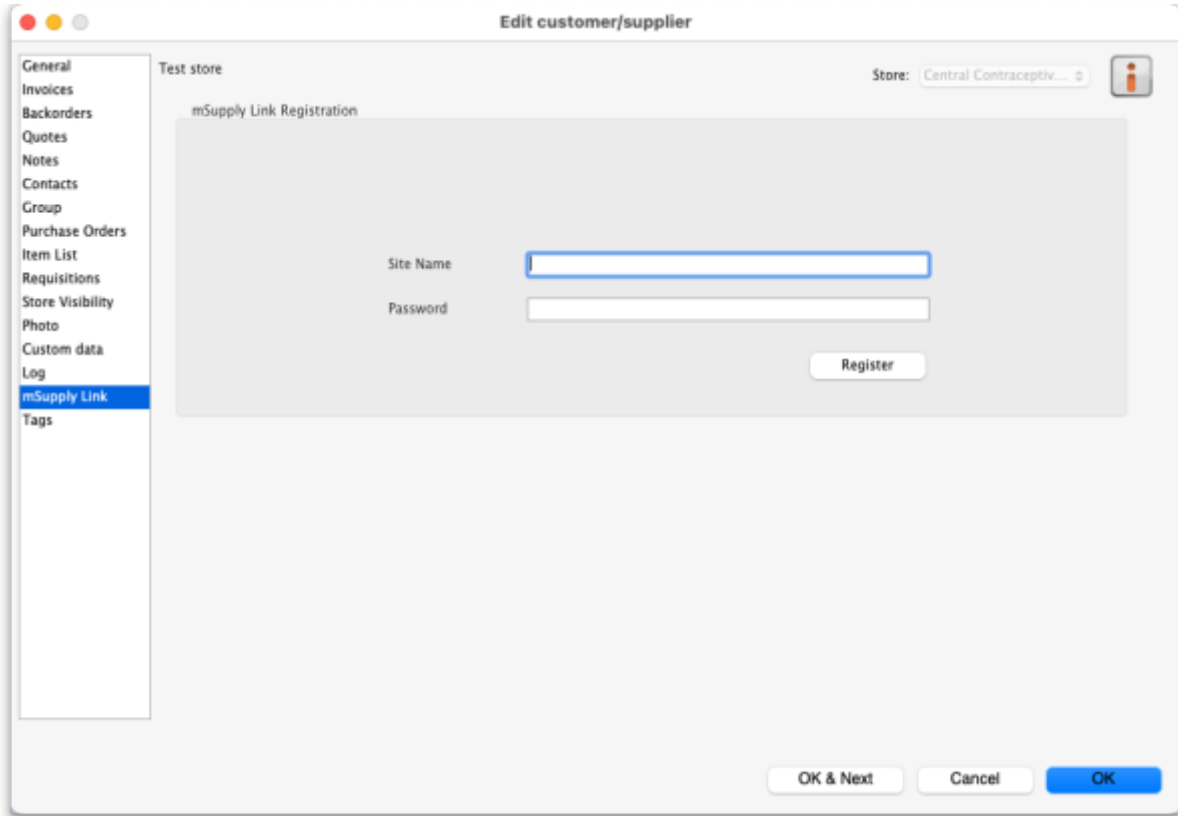 Edit customer/supplier
General
Invoices
Backorders
Quotes
Notes
Contacts
Group
Purchase Orders
Item List
Requisitions
Store Visibility
Photo
Custom data
Log
mSupply Link
Tags
Test store
Store: Central Contraceptiv...
mSupply Link Registration
Site Name
Password
Register
OK & Next
Cancel
OK